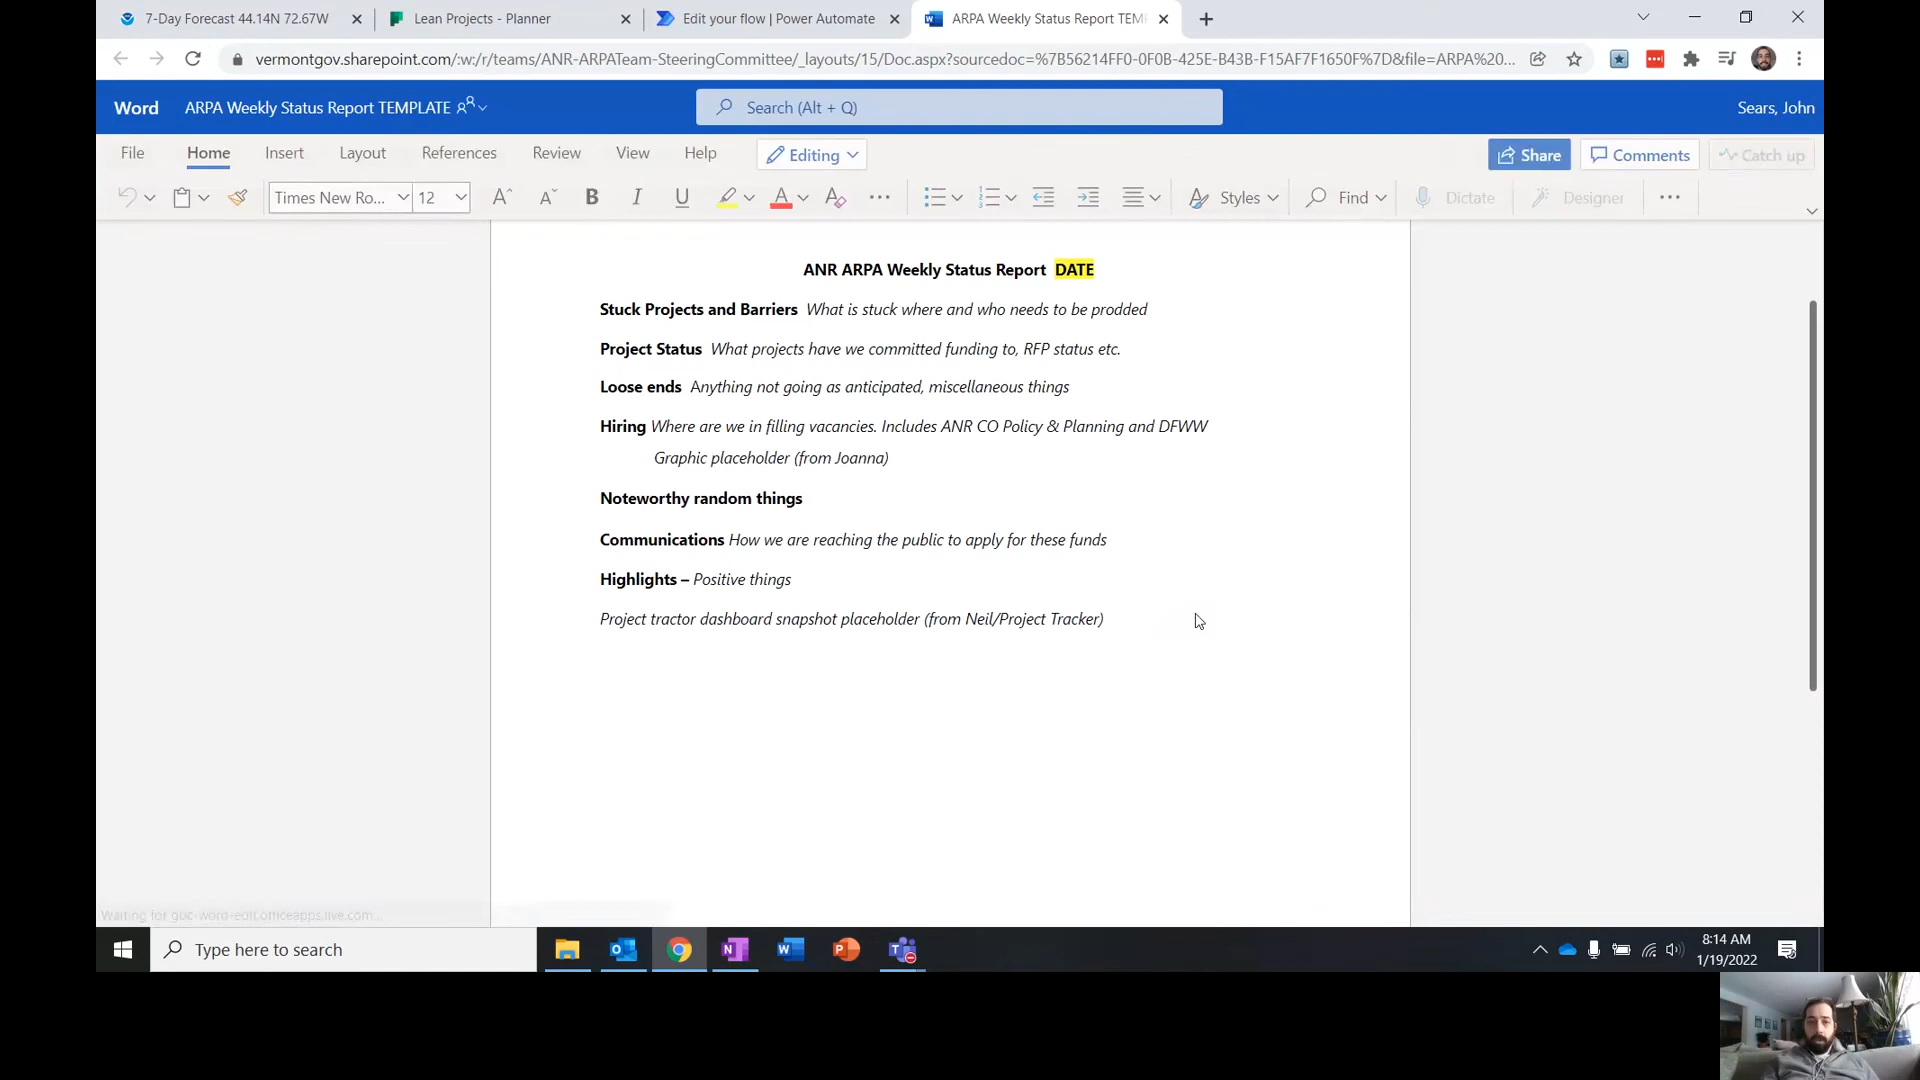 7-Day Forecast 44.14N 72.67W
Lean Projects - Planner
Edit your flow | Power Automate
ARPA Weekly Status Report TEM
vermontgov.sharepoint.com/:w:/r/teams/ANR-ARPATeam-SteeringCommittee/_layouts/15/Doc.aspx?sourcedoc=%7B56214FF0-0F0B-425E-B43B-F15AF7F1650F%7D&file=ARPA%20...
Word ARPA Weekly Status Report TEMPLATE Search (Alt + Q) Sears, John
File Home Insert Layout References Review View Help Editing Share Comments Catch up
Times New Ro... 12 B I U A Styles Find Dictate Designer
ANR ARPA Weekly Status Report DATE
Stuck Projects and Barriers What is stuck where and who needs to be prodded
Project Status What projects have we committed funding to, RFP status etc.
Loose ends Anything not going as anticipated, miscellaneous things
Hiring Where are we in filling vacancies. Includes ANR CO Policy & Planning and DFWW
Graphic placeholder (from Joanna)
Noteworthy random things
Communications How we are reaching the public to apply for these funds
Highlights – Positive things
Project tractor dashboard snapshot placeholder (from Neil/Project Tracker)
Waiting for guc-word-edit.officeapps.live.com...
Type here to search
8:14 AM
1/19/2022